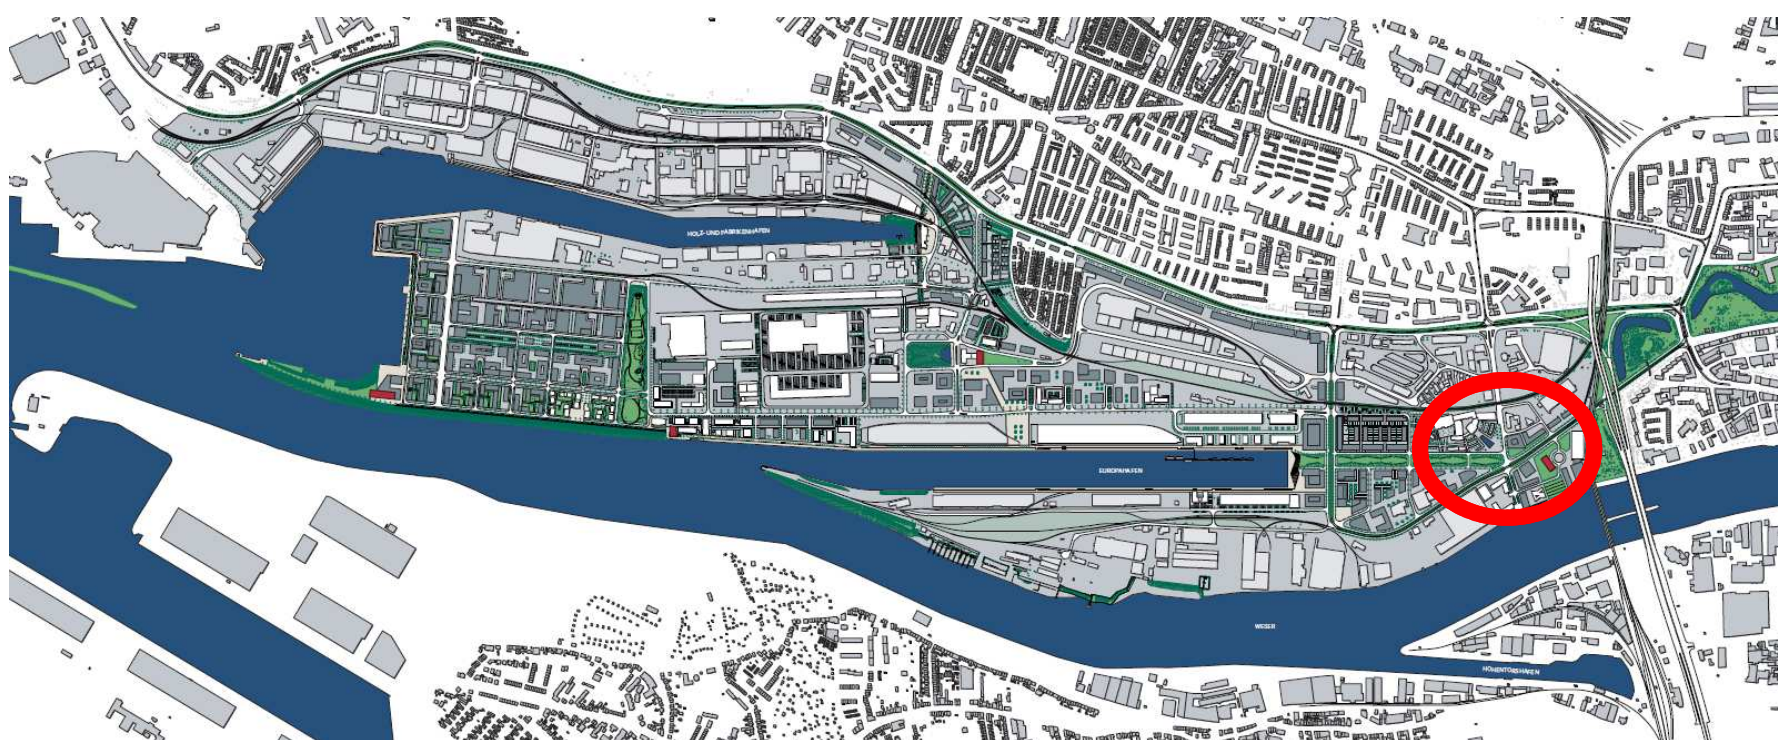 HOLZ- UND FABRIKENHAFEN
EUROPAHAFEN
WESER
HOHENTORSHAFEN